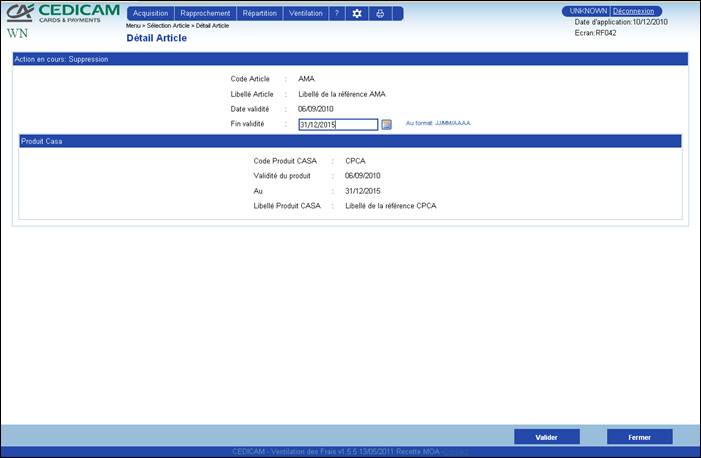 CEDICAM
CARDS & PAYMENTS
WN
Acquisition Rapprochement Répartition Ventilation ?
Menu > Sélection Article > Détail Article
Détail Article
UNKNOWN Déconnexion
Date d'application:10/12/2010
Ecran:RF042
Action en cours: Suppression
Code Article : AMA
Libellé Article : Libellé de la référence AMA
Date validité : 06/09/2010
Fin validité : 31/12/2015 Au format JJ/MM/AAAA
Produit Casa
Code Produit CASA : CPCA
Validité du produit : 06/09/2010
Au : 31/12/2015
Libellé Produit CASA : Libellé de la référence CPCA
Valider Fermer
CEDICAM - Ventilation des Frais v1.5.5 13/05/2011 Recette MOA -